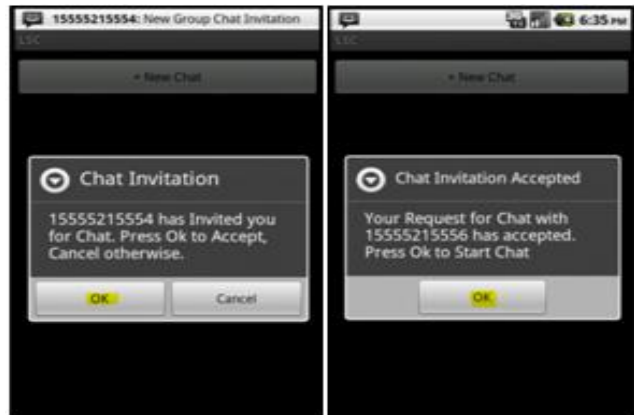 15555215554: New Group Chat Invitation
LSC
+ New Chat
Chat Invitation
15555215554 has Invited you
for Chat. Press Ok to Accept,
Cancel otherwise.
OK
Cancel
6:35 PM
LSC
+ New Chat
Chat Invitation Accepted
Your Request for Chat with
15555215556 has accepted.
Press Ok to Start Chat
OK